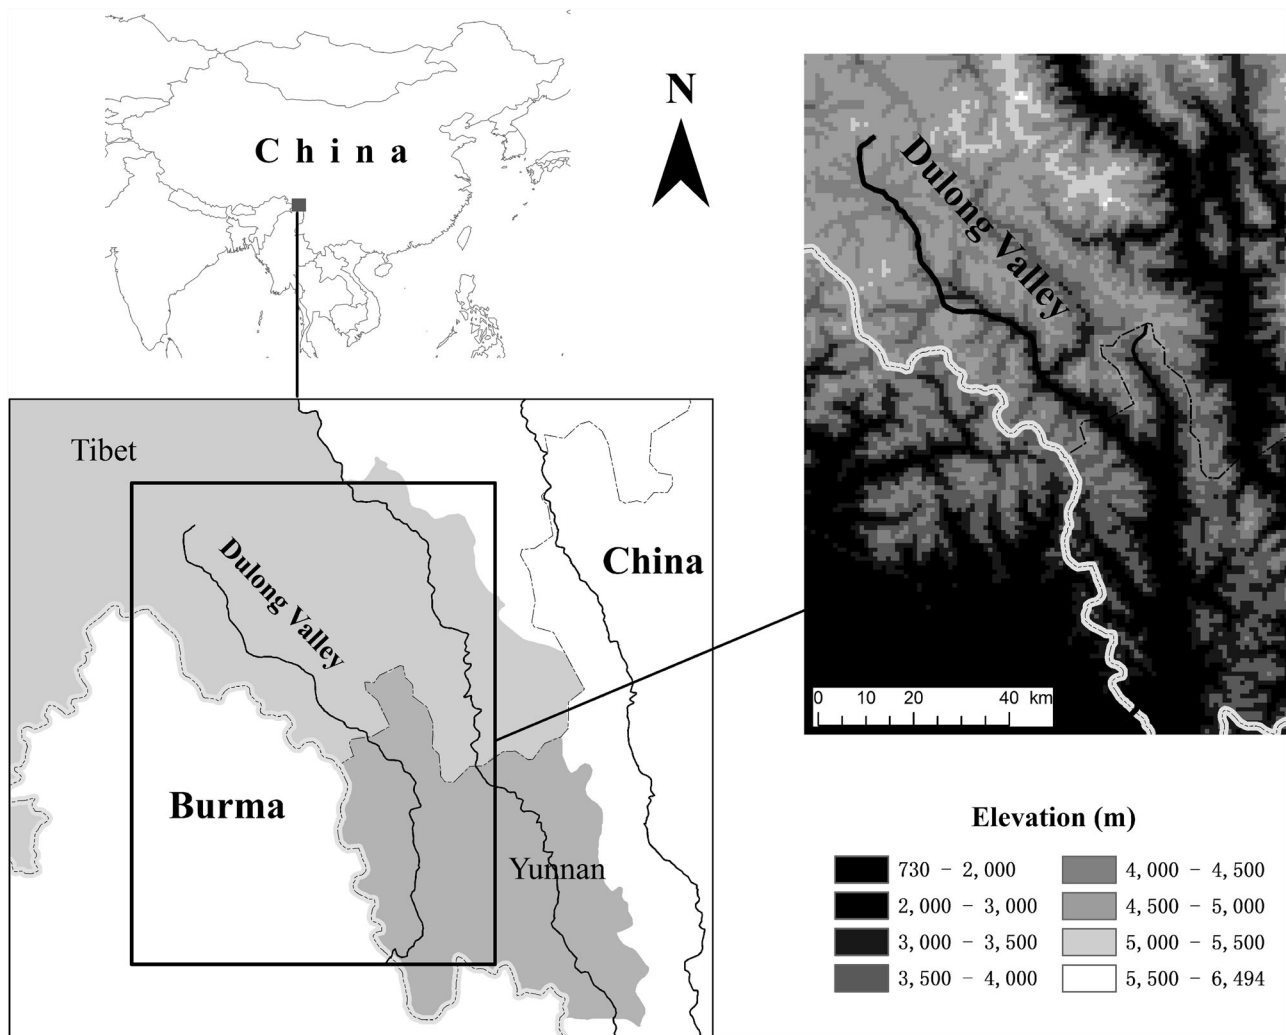 China
N
Dulong Valley
0 10 20 40 km
Tibet
Dulong Valley
China
Burma
Yunnan
Elevation (m)
730 - 2,000
2,000 - 3,000
3,000 - 3,500
3,500 - 4,000
4,000 - 4,500
4,500 - 5,000
5,000 - 5,500
5,500 - 6,494